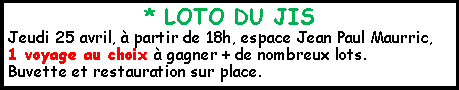 * LOTO DU JIS
Jeudi 25 avril, à partir de 18h, espace Jean Paul Maurric,
1 voyage au choix à gagner + de nombreux lots.
Buvette et restauration sur place.